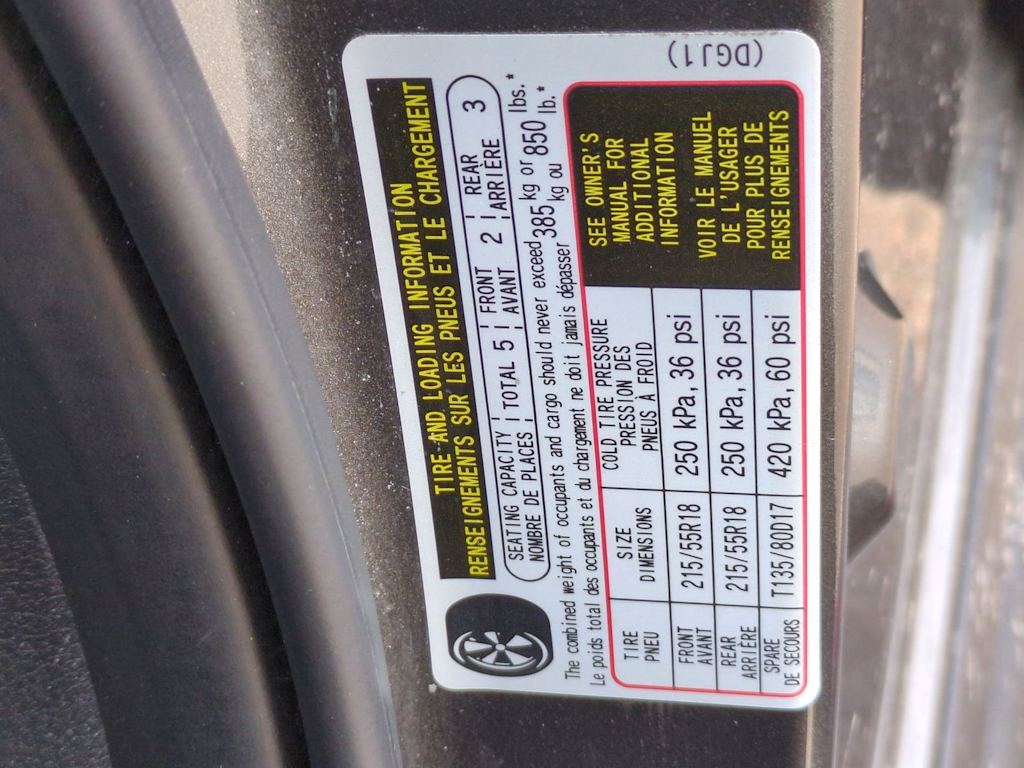 TIRE AND LOADING INFORMATION
RENSEIGNEMENTS SUR LES PNEUS ET LE CHARGEMENT
SEATING CAPACITY TOTAL 5 FRONT 2 REAR 3
NOMBRE DE PLACES AVANT ARRIÈRE
The combined weight of occupants and cargo should never exceed 385 kg or 850 lbs.*
Le poids total des occupants et du chargement ne doit jamais dépasser kg ou lb.*
TIRE SIZE COLD TIRE PRESSURE
PNEU DIMENSIONS PRESSION DES
PNEUS À FROID
FRONT 215/55R18 250 kPa, 36 psi
AVANT
REAR 215/55R18 250 kPa, 36 psi
ARRIÈRE
SPARE T135/80D17 420 kPa, 60 psi
DE SECOURS
SEE OWNER'S
MANUAL FOR
ADDITIONAL
INFORMATION
VOIR LE MANUEL
DE L'USAGER
POUR PLUS DE
RENSEIGNEMENTS
(DGJ1)